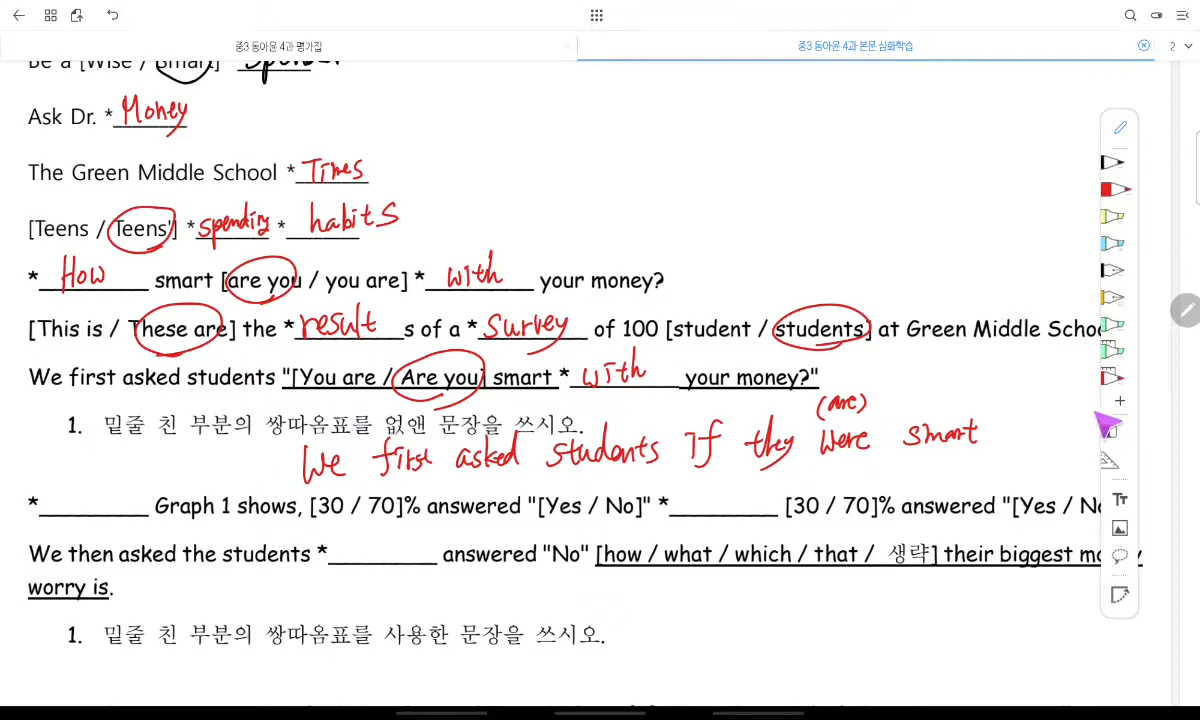 중3 동아윤 4과 평가집
중3 동아윤 4과 본문 심화학습
2
Be a [Wise / Smart]
Ask Dr. * Money
The Green Middle School * Times
[Teens / Teens'] * spending * habits
* How smart [are you / you are] * with your money?
[This is / These are] the * result s of a * survey of 100 [student / students] at Green Middle Schoo
We first asked students "[You are / Are you] smart * with your money?"
(are)
1. 밑줄 친 부분의 쌍따옴표를 없앤 문장을 쓰시오.
We first asked students if they were smart
*________ Graph 1 shows, [30 / 70]% answered "[Yes / No]" *________ [30 / 70]% answered "[Yes / No
We then asked the students *________ answered "No" [how / what / which / that / 생략] their biggest mo y
worry is.
1. 밑줄 친 부분의 쌍따옴표를 사용한 문장을 쓰시오.
Tт